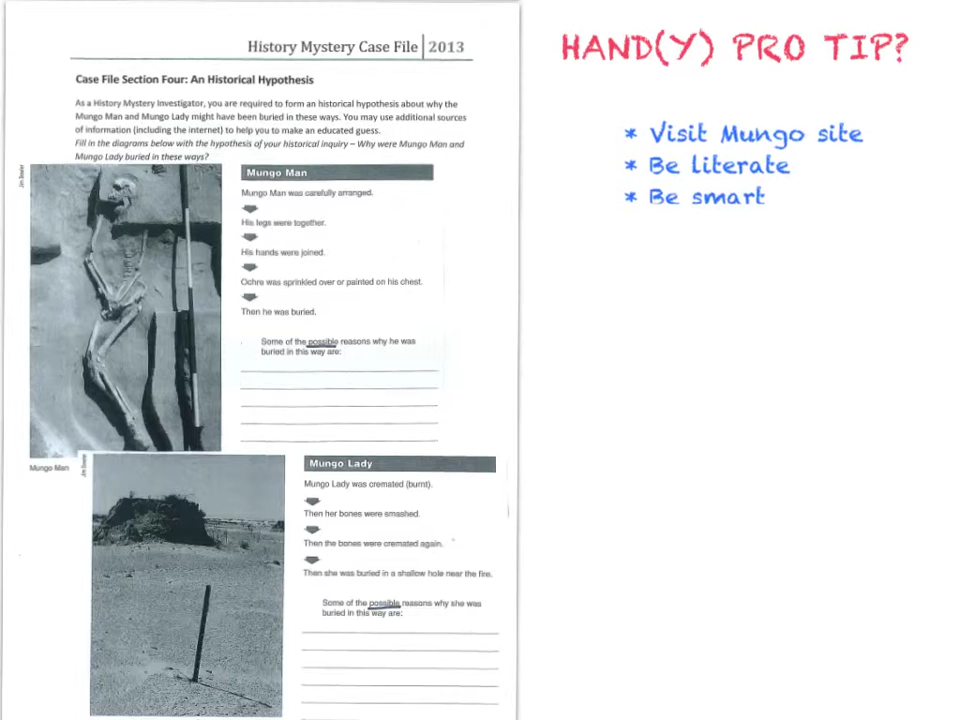 History Mystery Case File 2013
Case File Section Four: An Historical Hypothesis
As a History Mystery Investigator, you are required to form an historical hypothesis about why the
Mungo Man and Mungo Lady might have been buried in these ways. You may use additional sources
of information (including the internet) to help you to make an educated guess.
Fill in the diagrams below with the hypothesis of your historical inquiry – Why were Mungo Man and
Mungo Lady buried in these ways?
Mungo Man
Mungo Man was carefully arranged.
His legs were together.
His hands were joined.
Ochre was sprinkled over or painted on his chest.
Then he was buried.
Some of the possible reasons why he was
buried in this way are:
Mungo Man
Mungo Lady
Mungo Lady was cremated (burnt).
Then her bones were smashed.
Then the bones were cremated again.
Then she was buried in a shallow hole near the fire.
Some of the possible reasons why she was
buried in this way are:
HAND(Y) PRO TIP?
* Visit Mungo site
* Be literate
* Be smart